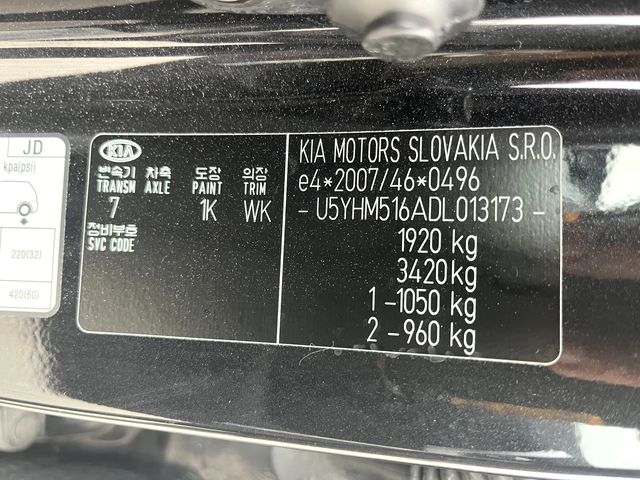 JD
kpa(psi)
220(32)
420(60)
KIA
변속기 차축 도장 의장
TRANSN AXLE PAINT TRIM
7 1K WK
정비부호
SVC CODE
KIA MOTORS SLOVAKIA S.R.O.
e4*2007/46*0496
- U5YHM516ADL013173 -
1920 kg
3420 kg
1 -1050 kg
2 -960 kg